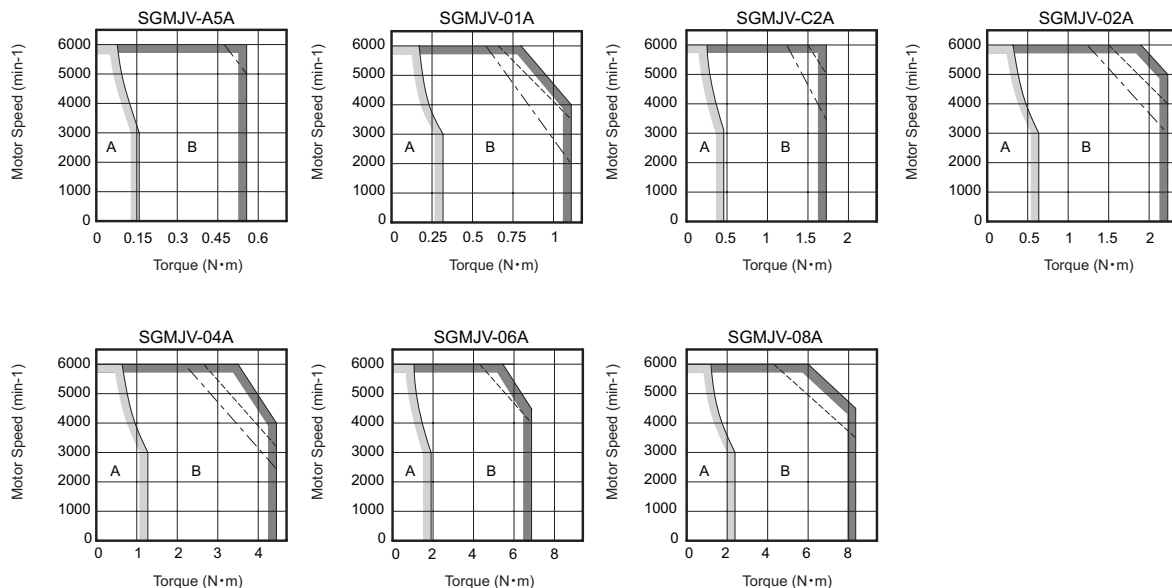 SGMJV-A5A
Motor Speed (min-1)
6000
5000
4000
3000
2000
1000
0
A
B
0 0.15 0.3 0.45 0.6
Torque (N•m)
SGMJV-01A
Motor Speed (min-1)
6000
5000
4000
3000
2000
1000
0
A
B
0 0.25 0.5 0.75 1
Torque (N•m)
SGMJV-C2A
Motor Speed (min-1)
6000
5000
4000
3000
2000
1000
0
A
B
0 0.5 1 1.5 2
Torque (N•m)
SGMJV-02A
Motor Speed (min-1)
6000
5000
4000
3000
2000
1000
0
A
B
0 0.5 1 1.5 2
Torque (N•m)
SGMJV-04A
Motor Speed (min-1)
6000
5000
4000
3000
2000
1000
0
A
B
0 1 2 3 4
Torque (N•m)
SGMJV-06A
Motor Speed (min-1)
6000
5000
4000
3000
2000
1000
0
A
B
0 2 4 6 8
Torque (N•m)
SGMJV-08A
Motor Speed (min-1)
6000
5000
4000
3000
2000
1000
0
A
B
0 2 4 6 8
Torque (N•m)